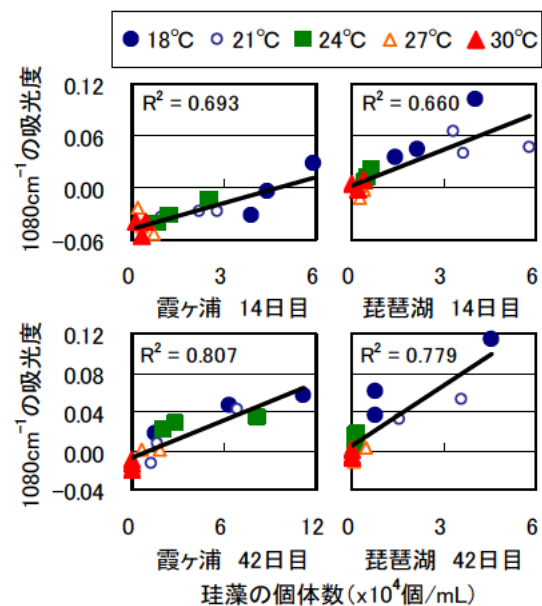 18℃ 21℃ 24℃ 27℃ 30℃
R² = 0.693
R² = 0.660
0.12
0.06
0.00
-0.06
1080cm⁻¹の吸光度
0 3 6
0 3 6
霞ヶ浦 14日目
琵琶湖 14日目
R² = 0.807
R² = 0.779
0.12
0.08
0.04
0.00
-0.04
1080cm⁻¹の吸光度
0 6 12
0 3 6
霞ヶ浦 42日目
琵琶湖 42日目
珪藻の個体数(x10⁴個/mL)